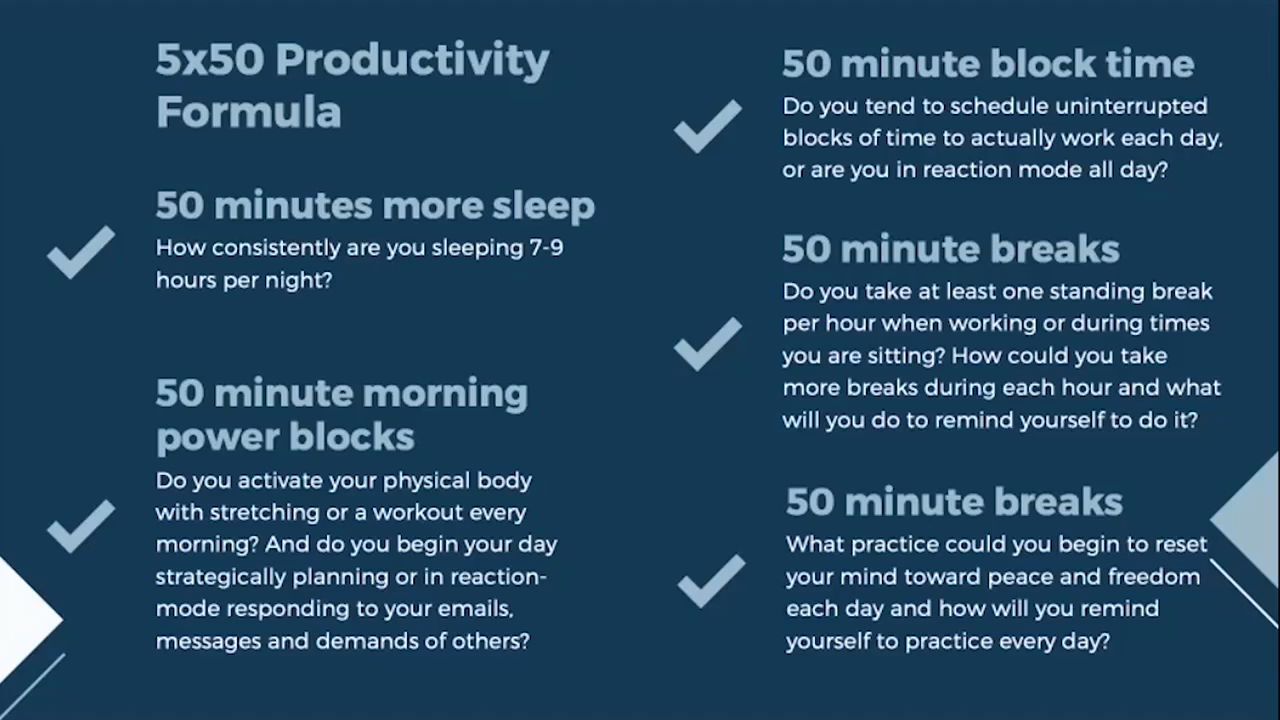 5x50 Productivity
Formula
50 minutes more sleep
How consistently are you sleeping 7-9
hours per night?
50 minute morning
power blocks
Do you activate your physical body
with stretching or a workout every
morning? And do you begin your day
strategically planning or in reaction-
mode responding to your emails,
messages and demands of others?
50 minute block time
Do you tend to schedule uninterrupted
blocks of time to actually work each day,
or are you in reaction mode all day?
50 minute breaks
Do you take at least one standing break
per hour when working or during times
you are sitting? How could you take
more breaks during each hour and what
will you do to remind yourself to do it?
50 minute breaks
What practice could you begin to reset
your mind toward peace and freedom
each day and how will you remind
yourself to practice every day?